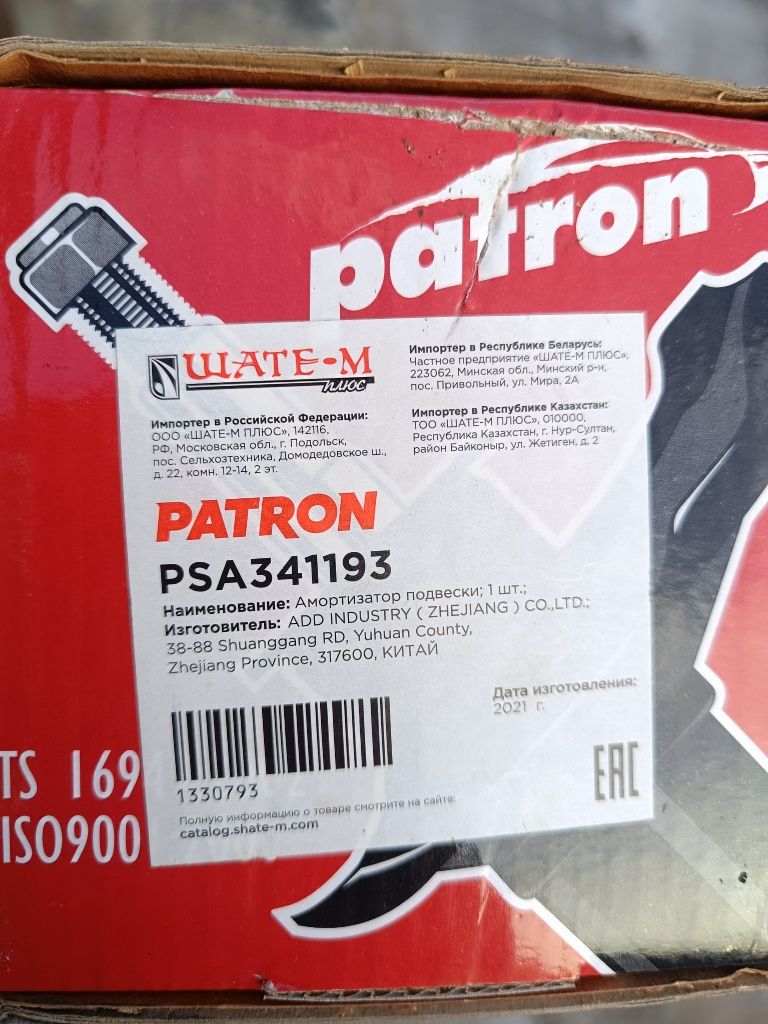 patron
ШАТЕ-М
плюс
Импортер в Республике Беларусь:
Частное предприятие «ШАТЕ-М ПЛЮС»,
223062, Минская обл., Минский р-н,
пос. Привольный, ул. Мира, 2А
Импортер в Российской Федерации:
ООО «ШАТЕ-М ПЛЮС», 142116,
РФ, Московская обл., г. Подольск,
пос. Сельхозтехника, Домодедовское ш.,
д. 22, комн. 12-14, 2 эт.
Импортер в Республике Казахстан:
ТОО «ШАТЕ-М ПЛЮС», 010000,
Республика Казахстан, г. Нур-Султан,
район Байконыр, ул. Жетиген, д. 2
PATRON
PSA341193
Наименование: Амортизатор подвески; 1 шт.;
Изготовитель: ADD INDUSTRY ( ZHEJIANG ) CO.,LTD.;
38-88 Shuanggang RD, Yuhuan County,
Zhejiang Province, 317600, КИТАЙ
Дата изготовления:
2021 г.
1330793
Полную информацию о товаре смотрите на сайте:
catalog.shate-m.com
EAC
TS 169
ISO900